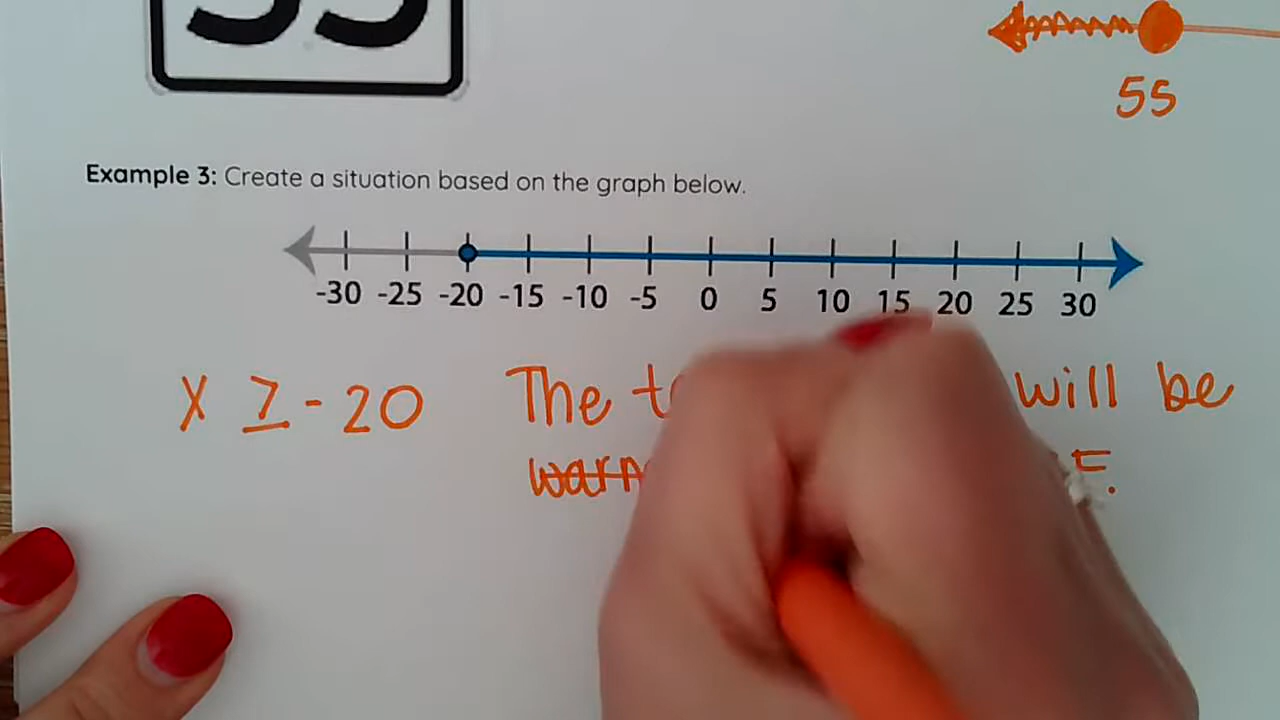 55
55
Example 3: Create a situation based on the graph below.
-30 -25 -20 -15 -10 -5 0 5 10 15 20 25 30
X ≥ -20 The will be
F.